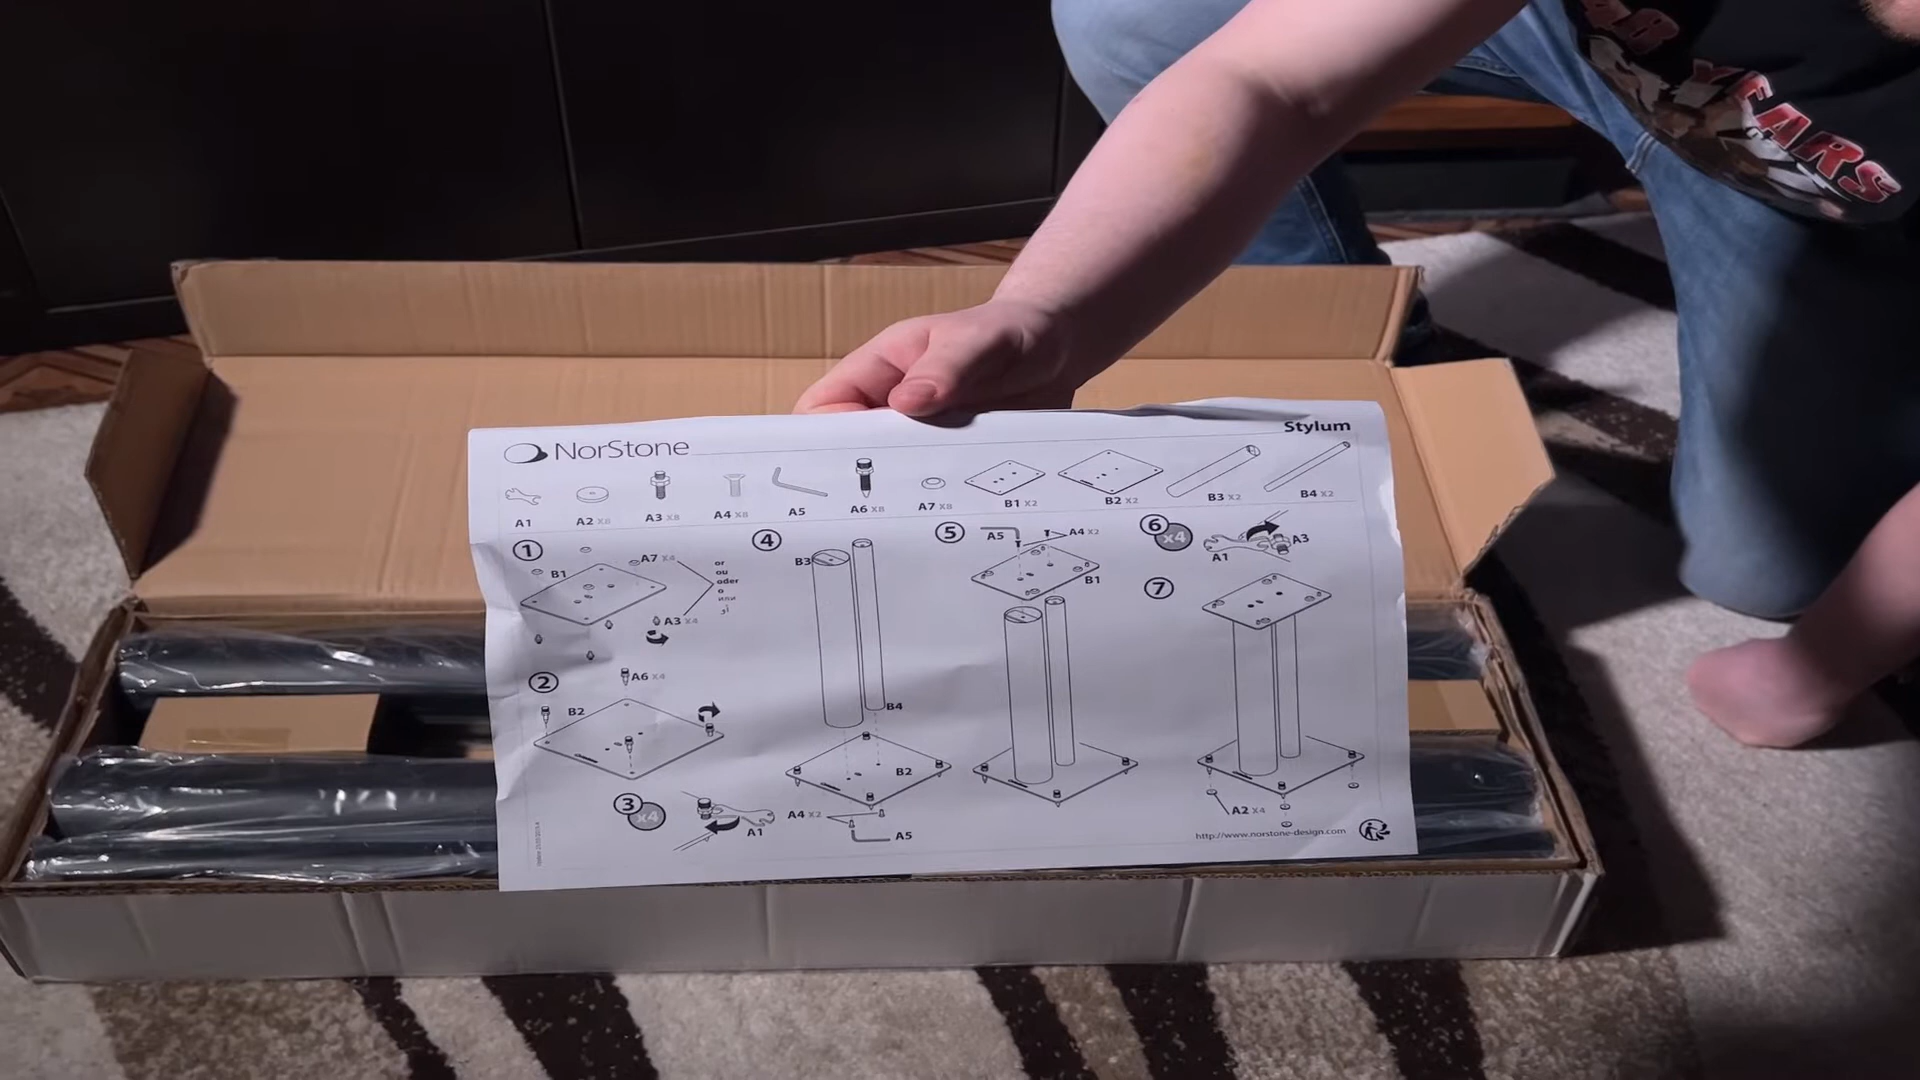 YEARS
NorStone
Stylum
A1
A2 X8
A3 X8
A4 X8
A5
A6 X8
A7 X8
B1 X2
B2 X2
B3 X2
B4 X2
1
B1
A7 X4
or
ou
oder
o
или
أو
A3 X4
2
A6 X4
B2
3
x4
A1
4
B3
B4
B2
A4 X2
A5
5
A5
A4 X2
B1
6
x4
A1
A3
7
A2 X4
http://www.norstone-design.com